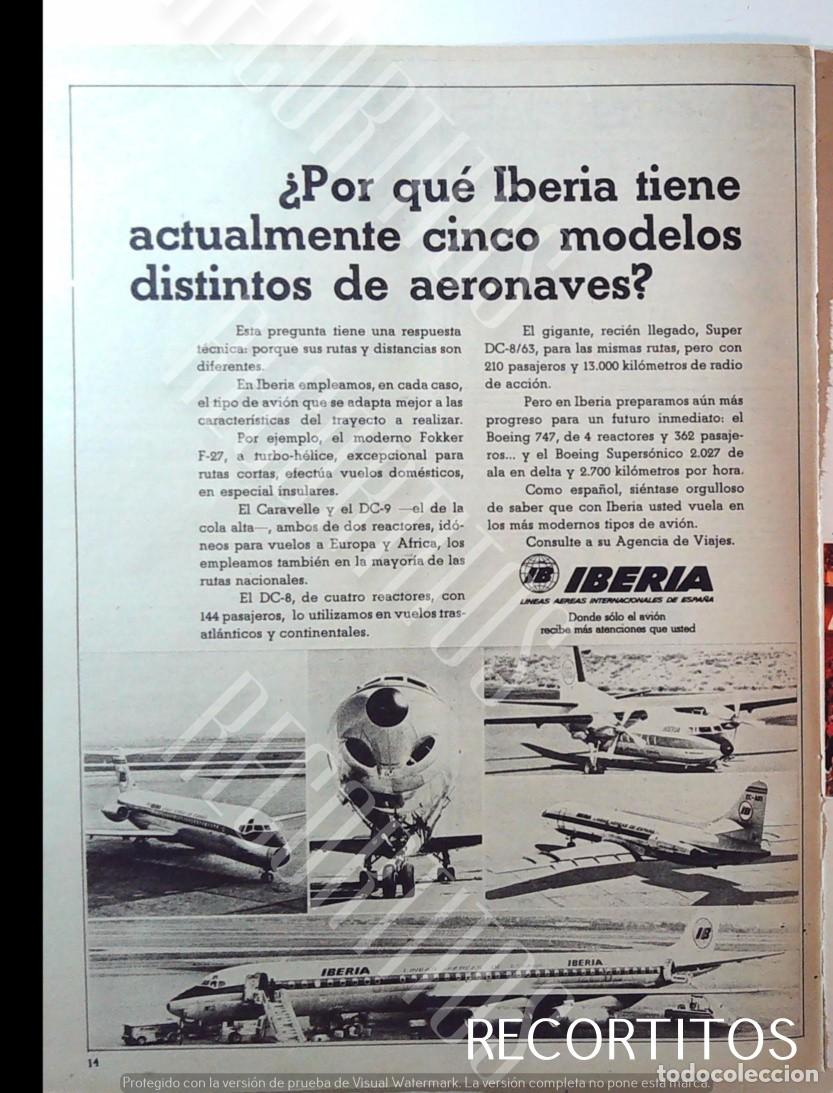 ¿Por qué Iberia tiene
actualmente cinco modelos
distintos de aeronaves?
Esta pregunta tiene una respuesta
técnica: porque sus rutas y distancias son
diferentes.
En Iberia empleamos, en cada caso,
el tipo de avión que se adapta mejor a las
características del trayecto a realizar.
Por ejemplo, el moderno Fokker
F-27, a turbo-hélice, excepcional para
rutas cortas, efectúa vuelos domésticos,
en especial insulares.
El Caravelle y el DC-9 —el de la
cola alta—, ambos de dos reactores, idó-
neos para vuelos a Europa y Africa, los
empleamos también en la mayoría de las
rutas nacionales.
El DC-8, de cuatro reactores, con
144 pasajeros, lo utilizamos en vuelos tras-
atlánticos y continentales.
El gigante, recién llegado, Super
DC-8/63, para las mismas rutas, pero con
210 pasajeros y 13.000 kilómetros de radio
de acción.
Pero en Iberia preparamos aún más
progreso para un futuro inmediato: el
Boeing 747, de 4 reactores y 362 pasaje-
ros... y el Boeing Supersónico 2.027 de
ala en delta y 2.700 kilómetros por hora.
Como español, siéntase orgulloso
de saber que con Iberia usted vuela en
los más modernos tipos de avión.
Consulte a su Agencia de Viajes.
IB IBERIA
LINEAS AEREAS INTERNACIONALES DE ESPAÑA
Donde sólo el avión
recibe más atenciones que usted
IB
IB
IBERIA
IBERIA
14
RECORTITOS
RECORTITOS
RECORTITOS
RECORTITOS
todocoleccion
Protegido con la versión de prueba de Visual Watermark. La versión completa no pone esta marca.